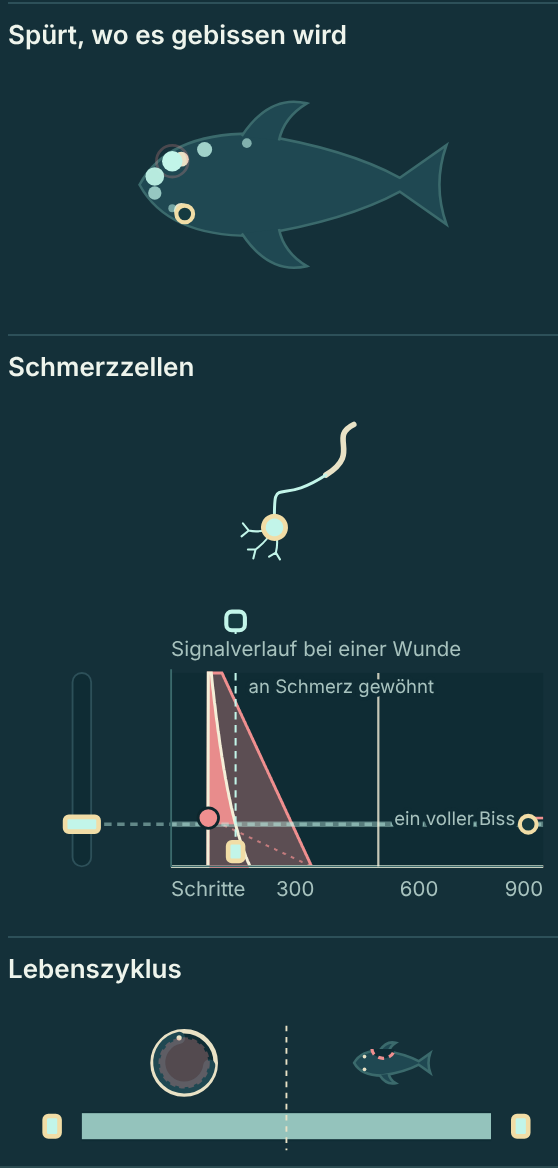 Spürt, wo es gebissen wird
Schmerzzellen
Signalverlauf bei einer Wunde
an Schmerz gewöhnt
ein voller Biss
Schritte 300 600 900
Lebenszyklus